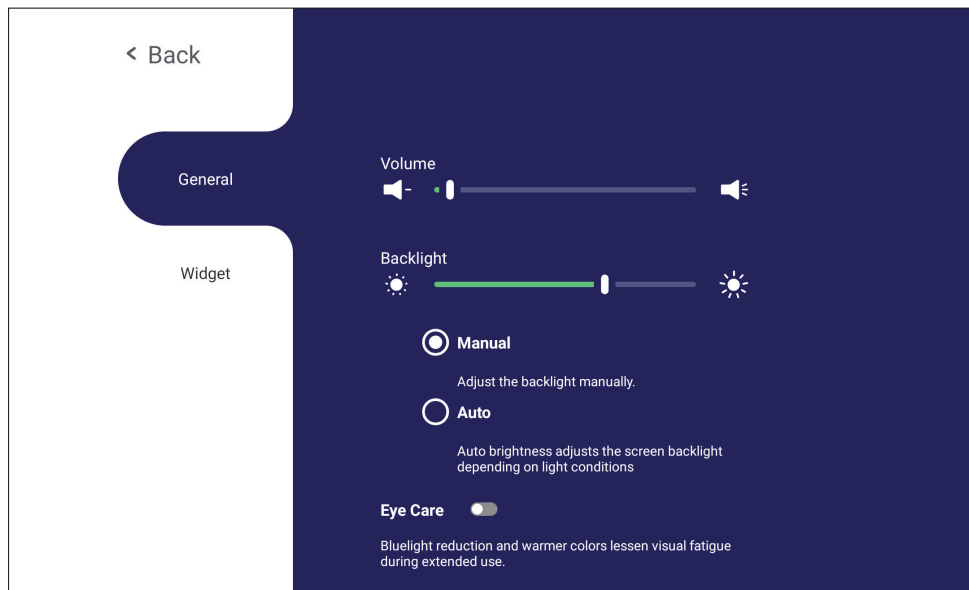 Back
General
Widget
Volume
Backlight
Manual
Adjust the backlight manually.
Auto
Auto brightness adjusts the screen backlight
depending on light conditions
Eye Care
Bluelight reduction and warmer colors lessen visual fatigue
during extended use.